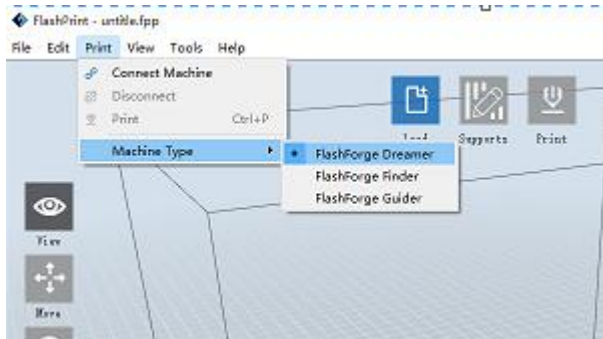 FlashPrint - untitle.fpp
File Edit Print View Tools Help
Connect Machine
Disconnect
Print Ctrl+P
Machine Type
FlashForge Dreamer
FlashForge Finder
FlashForge Guider
Load Supports Print
View
Move